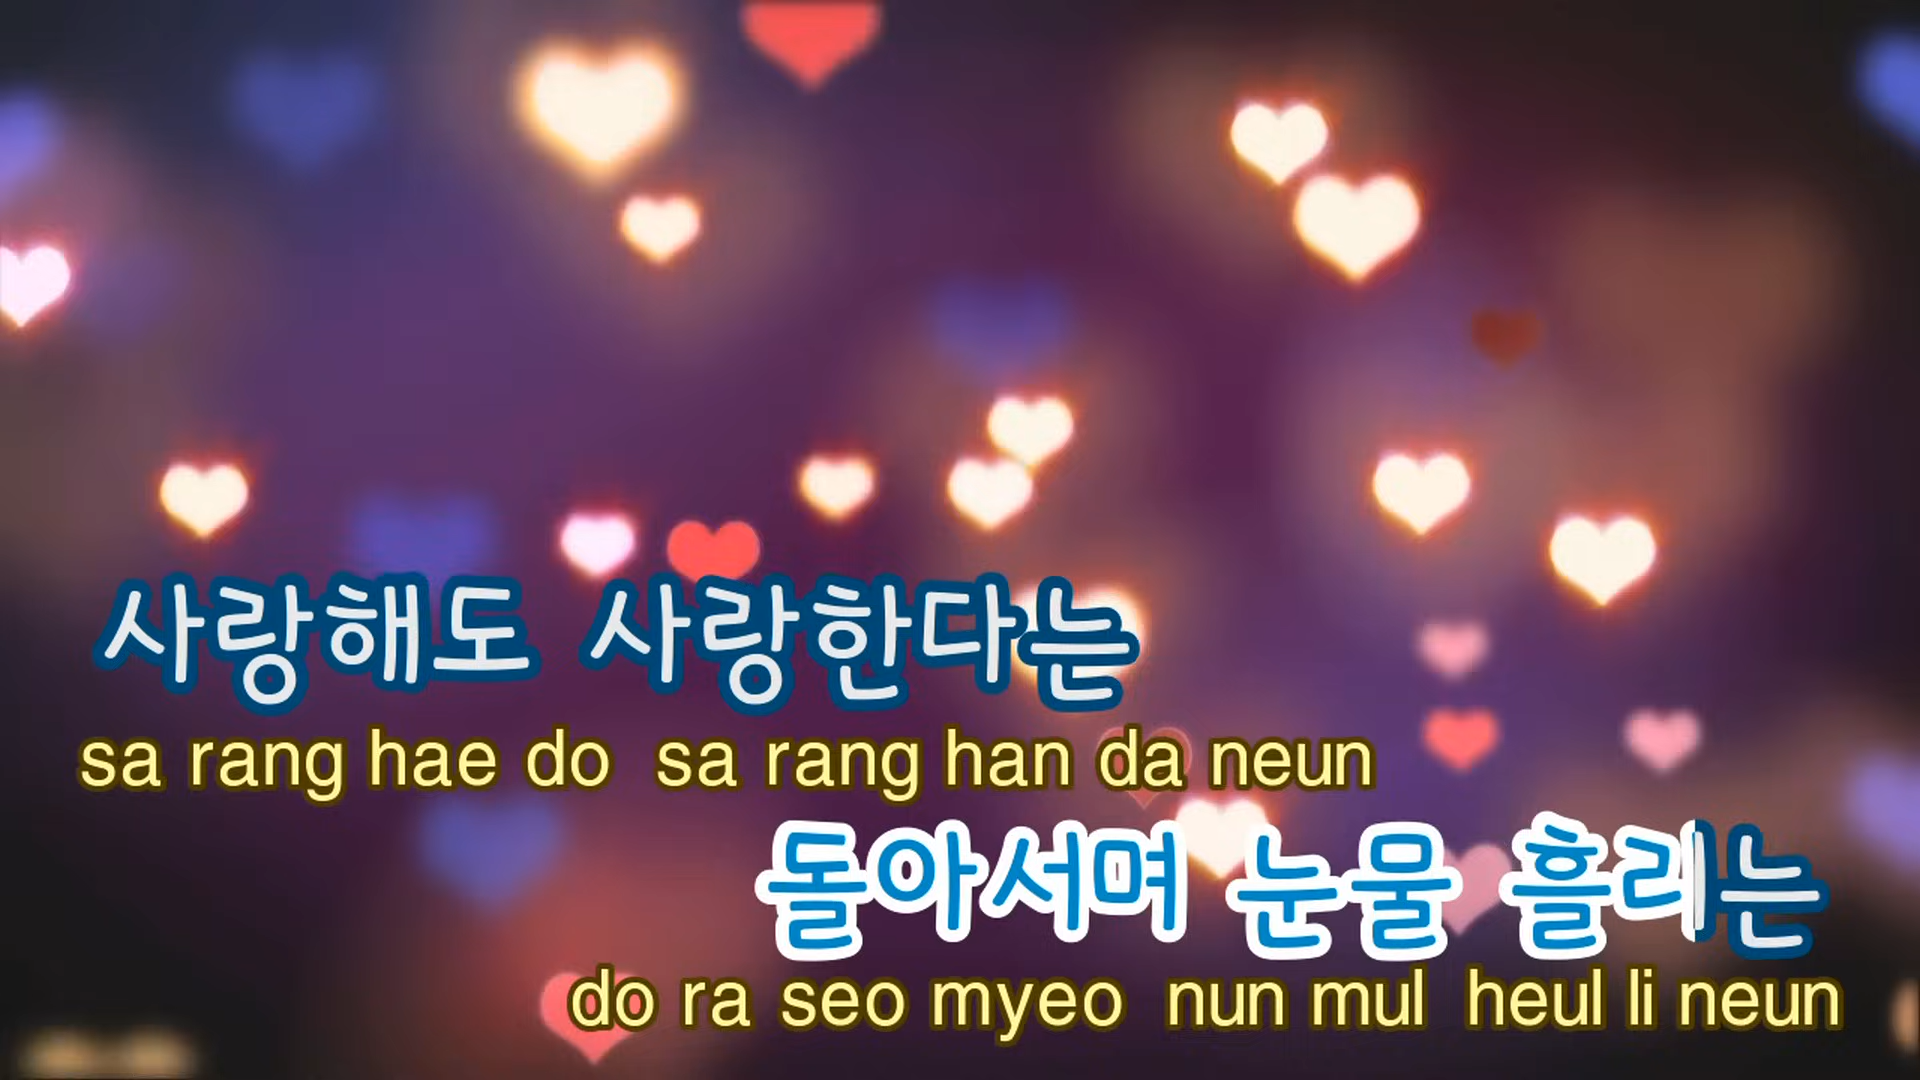 사랑해도 사랑한다는
sa rang hae do sa rang han da neun
돌아서며 눈물 흘리는
do ra seo myeo nun mul heul li neun